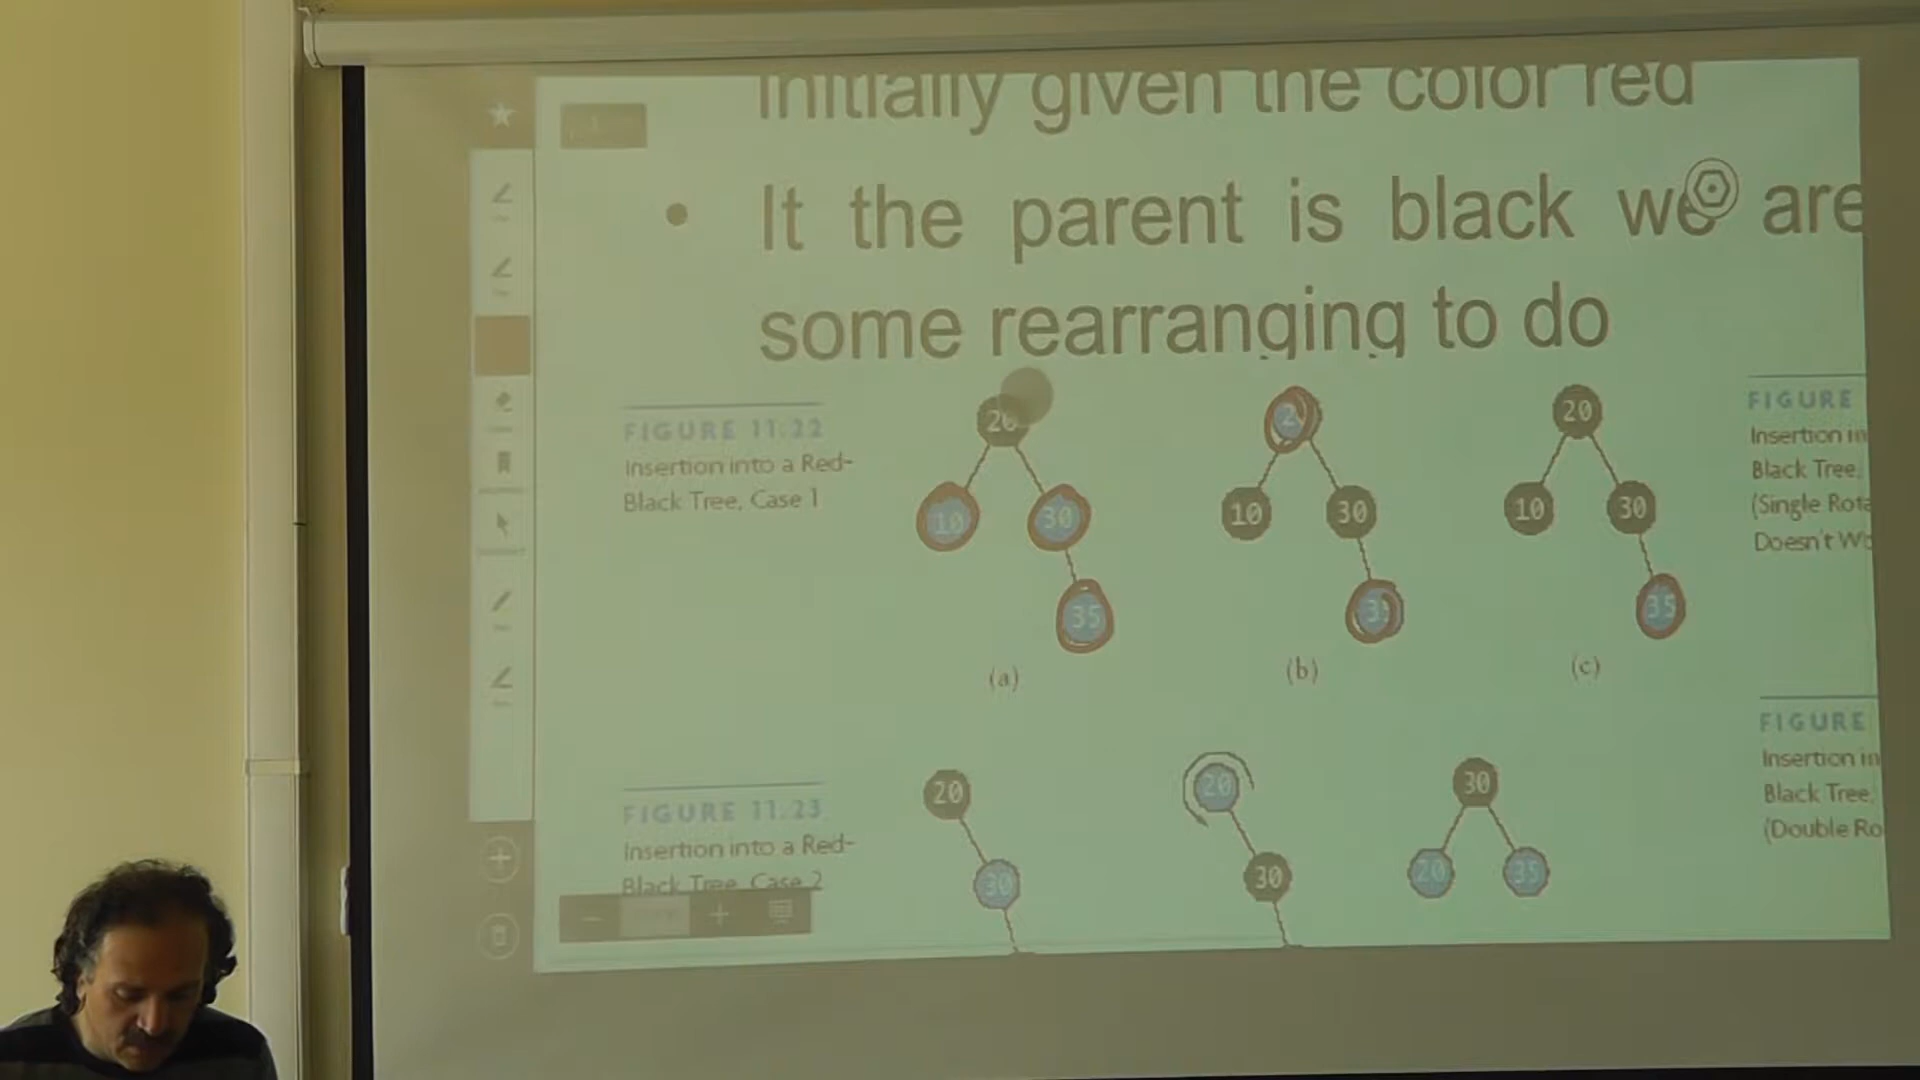 initially given the color red
• It the parent is black we are
some rearranging to do
FIGURE 11.22
Insertion into a Red-
Black Tree, Case 1
20
10
30
35
(a)
10
30
(b)
20
10
30
35
(c)
FIGURE
Insertion in
Black Tree,
(Single Rota
Doesn't Wo
FIGURE 11.23
Insertion into a Red-
Black Tree, Case 2
20
30
20
30
30
20
35
FIGURE
Insertion in
Black Tree,
(Double Ro